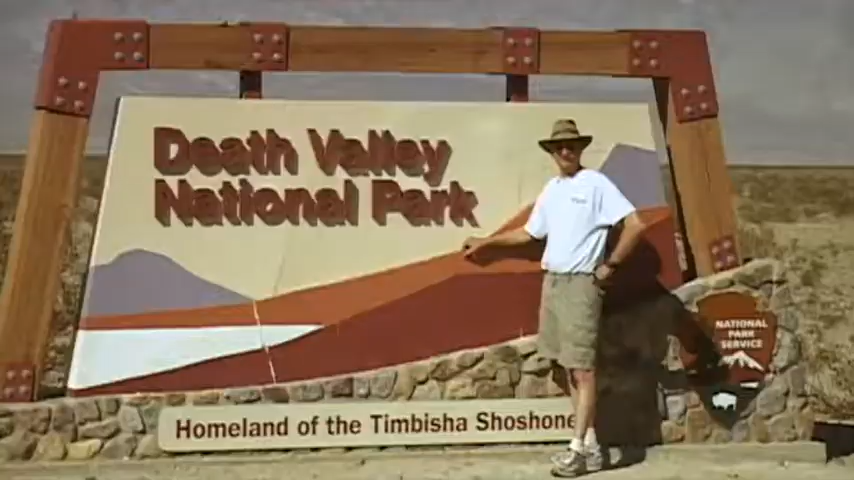 Death Valley
National Park
Homeland of the Timbisha Shoshone
NATIONAL
PARK
SERVICE